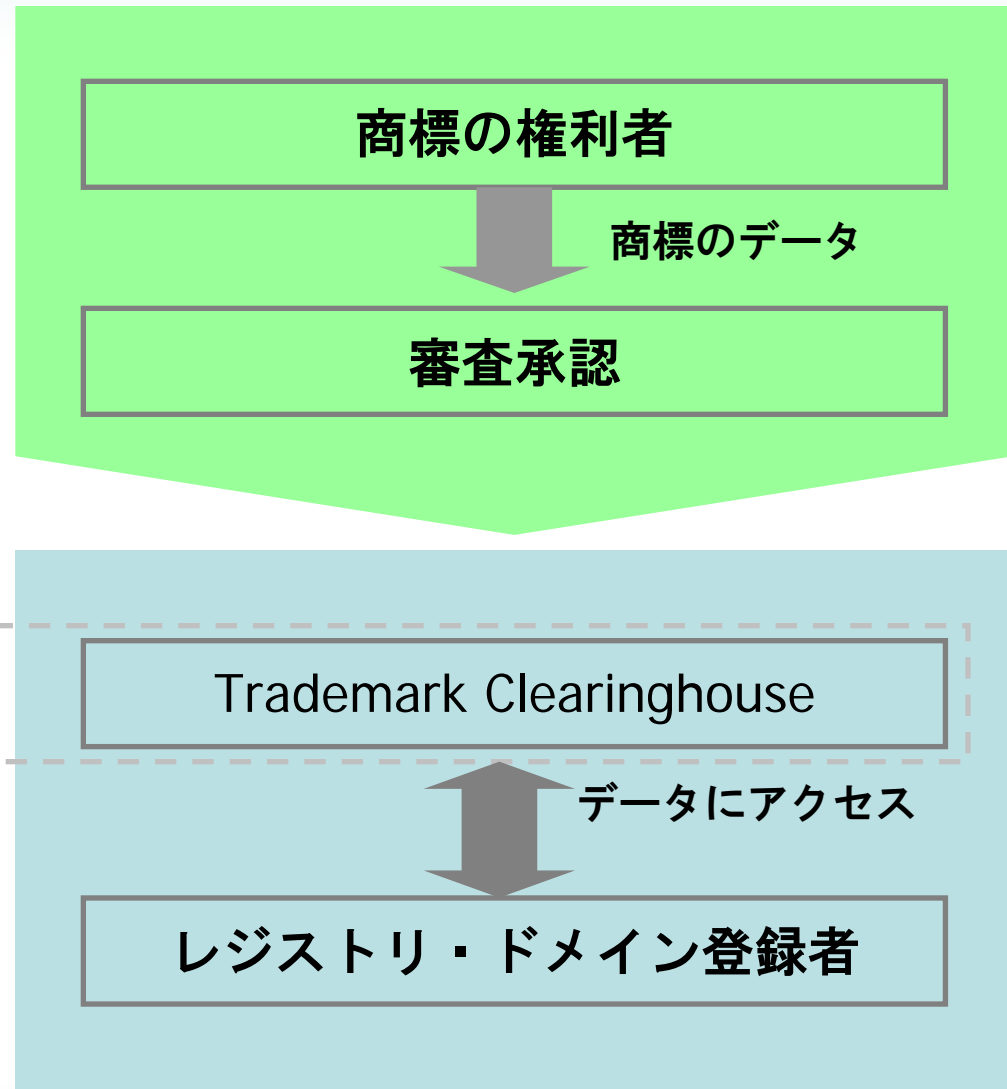 商標の権利者
商標のデータ
審査承認
Trademark Clearinghouse
データにアクセス
レジストリ・ドメイン登録者